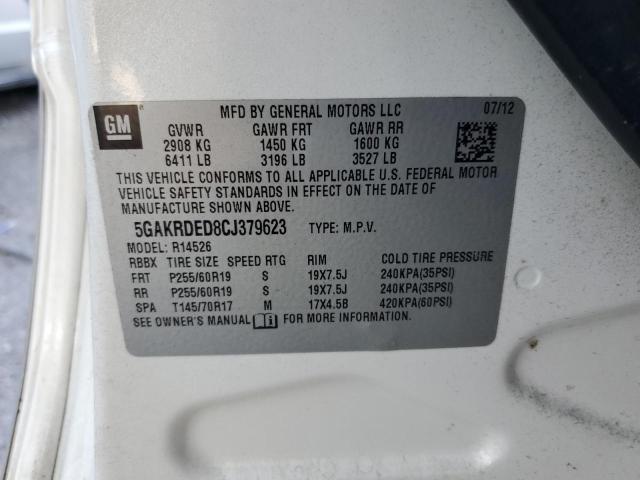 GM
MFD BY GENERAL MOTORS LLC 07/12
GVWR GAWR FRT GAWR RR
2908 KG 1450 KG 1600 KG
6411 LB 3196 LB 3527 LB
THIS VEHICLE CONFORMS TO ALL APPLICABLE U.S. FEDERAL MOTOR
VEHICLE SAFETY STANDARDS IN EFFECT ON THE DATE OF
MANUFACTURE SHOWN ABOVE.
5GAKRDED8CJ379623 TYPE: M.P.V.
MODEL: R14526
RBBX TIRE SIZE SPEED RTG RIM COLD TIRE PRESSURE
FRT P255/60R19 S 19X7.5J 240KPA(35PSI)
RR P255/60R19 S 19X7.5J 240KPA(35PSI)
SPA T145/70R17 M 17X4.5B 420KPA(60PSI)
SEE OWNER'S MANUAL FOR MORE INFORMATION.